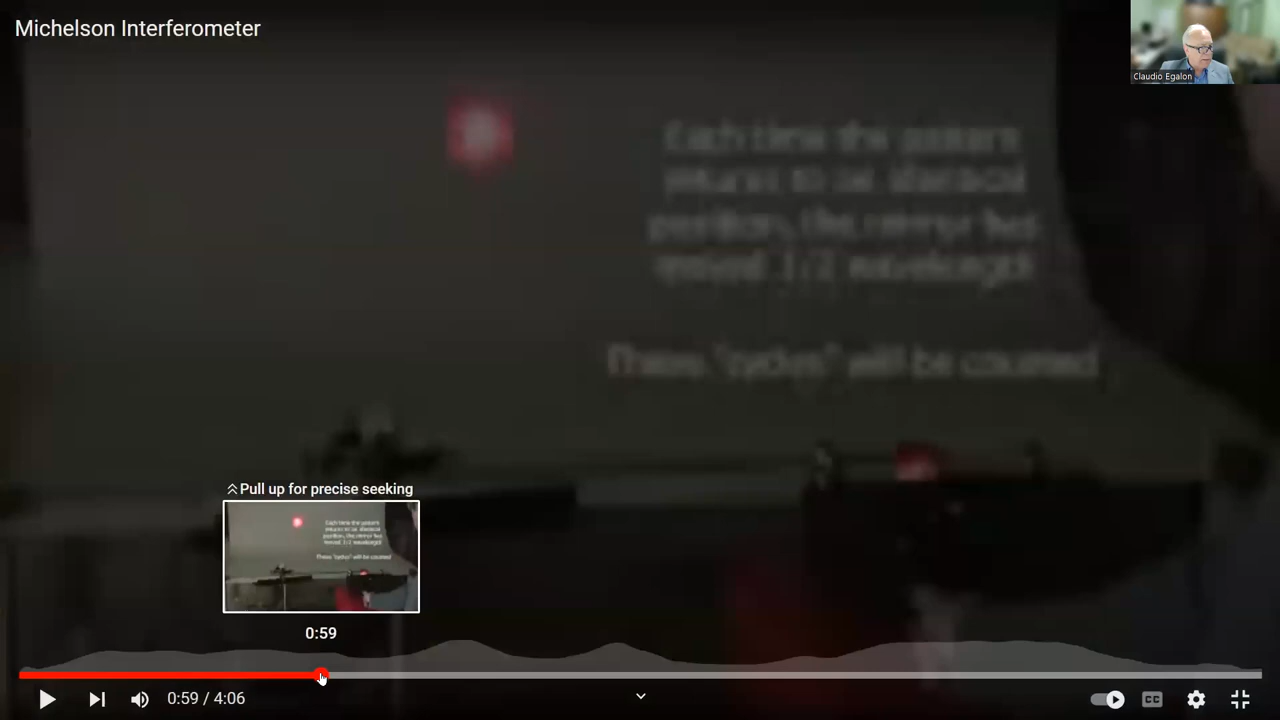 Michelson Interferometer
Claudio Egalon
Each time the pattern
returns to its identical
position, the mirror has
moved 1/2 wavelength
These "cycles" will be counted
Pull up for precise seeking
0:59
0:59 / 4:06
CC